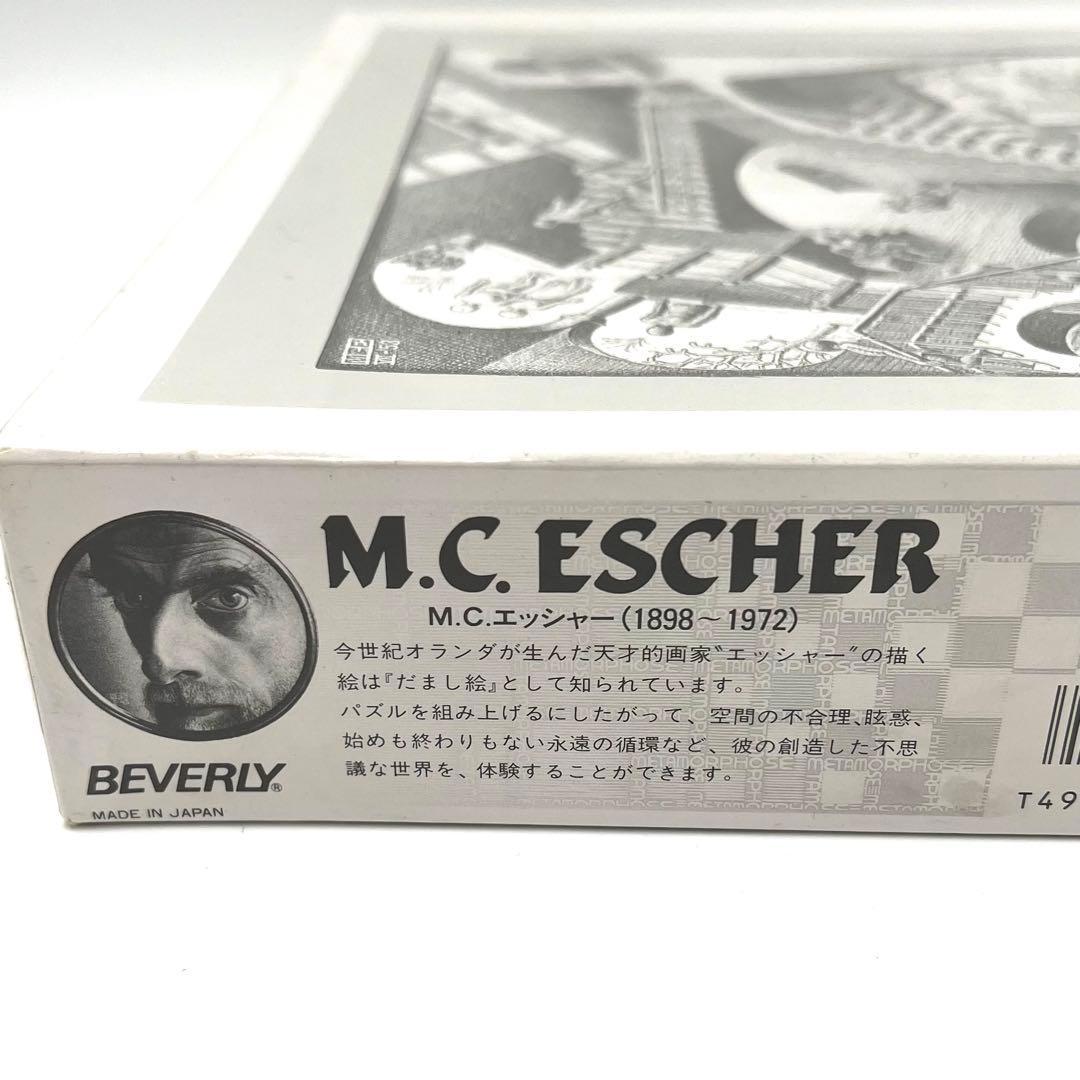 M.C. ESCHER
M.C.エッシャー(1898～1972)
今世紀オランダが生んだ天才的画家〝エッシャー〟の描く
絵は『だまし絵』として知られています。
パズルを組み上げるにしたがって、空間の不合理、眩惑、
始めも終わりもない永遠の循環など、彼の創造した不思
議な世界を、体験することができます。
BEVERLY®
MADE IN JAPAN
T49
METAMORPHOSE
METAMORPHOSE